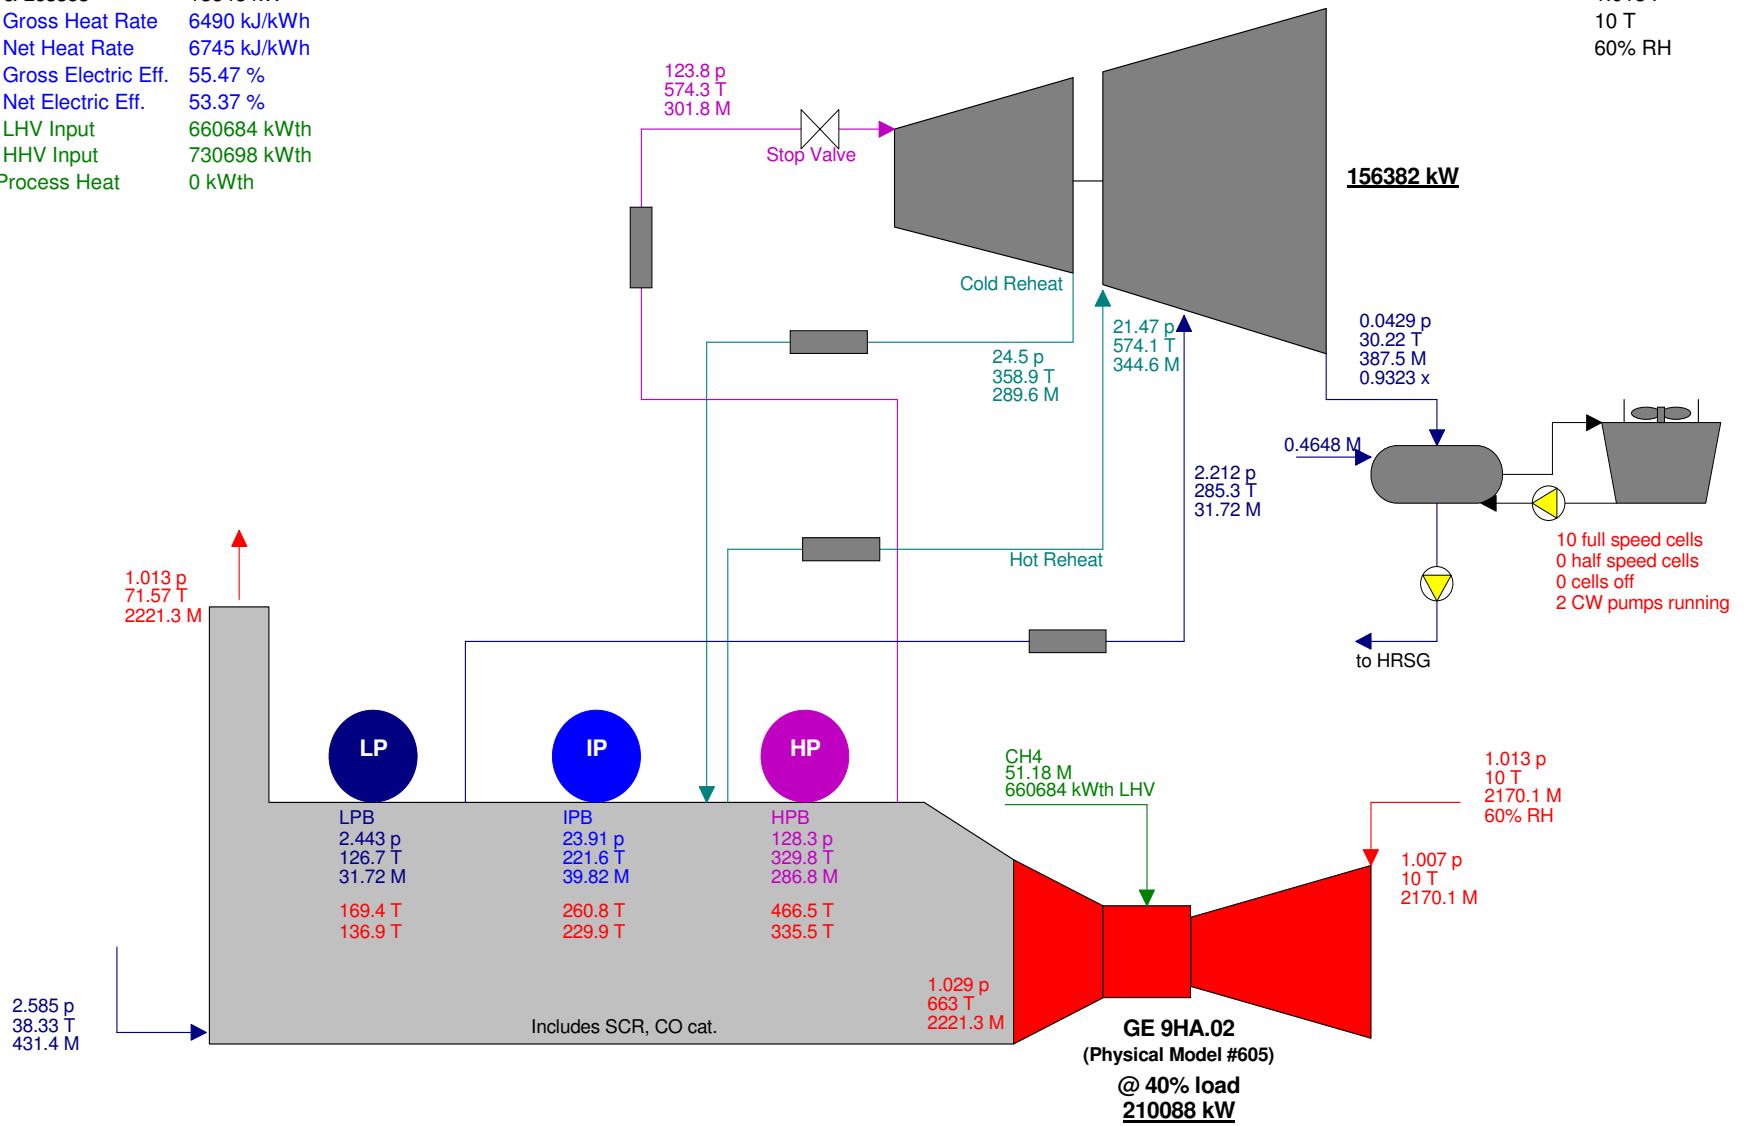 Gross Heat Rate 6490 kJ/kWh
Net Heat Rate 6745 kJ/kWh
Gross Electric Eff. 55.47 %
Net Electric Eff. 53.37 %
LHV Input 660684 kWth
HHV Input 730698 kWth
Process Heat 0 kWth
10 T
60% RH
123.8 p
574.3 T
301.8 M
Stop Valve
156382 kW
Cold Reheat
24.5 p
358.9 T
289.6 M
21.47 p
574.1 T
344.6 M
0.0429 p
30.22 T
387.5 M
0.9323 x
0.4648 M
2.212 p
285.3 T
31.72 M
Hot Reheat
10 full speed cells
0 half speed cells
0 cells off
2 CW pumps running
to HRSG
1.013 p
71.57 T
2221.3 M
LP
IP
HP
LPB
2.443 p
126.7 T
31.72 M
169.4 T
136.9 T
IPB
23.91 p
221.6 T
39.82 M
260.8 T
229.9 T
HPB
128.3 p
329.8 T
286.8 M
466.5 T
335.5 T
CH4
51.18 M
660684 kWth LHV
1.013 p
10 T
2170.1 M
60% RH
1.007 p
10 T
2170.1 M
2.585 p
38.33 T
431.4 M
Includes SCR, CO cat.
1.029 p
663 T
2221.3 M
GE 9HA.02
(Physical Model #605)
@ 40% load
210088 kW